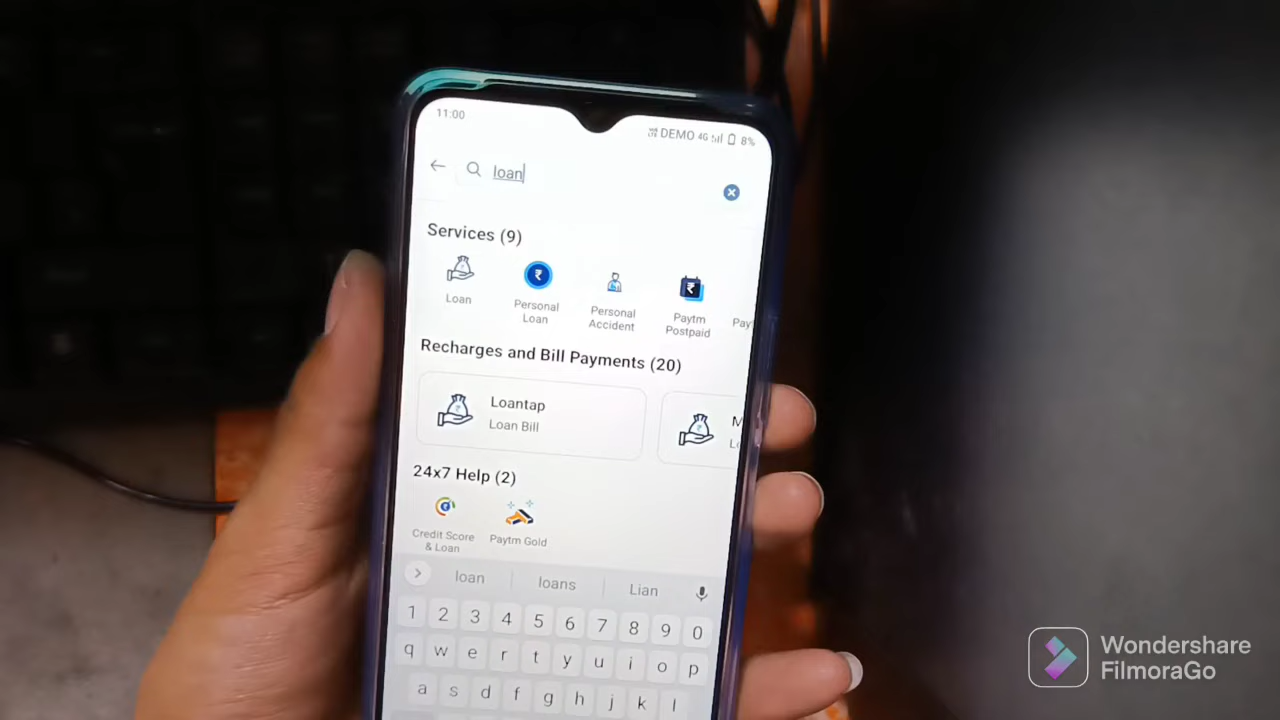 11:00
DEMO 4G 8%
loan
Services (9)
Loan
Personal Loan
Personal Accident
Paytm Postpaid
Pay
Recharges and Bill Payments (20)
Loantap
Loan Bill
M
24x7 Help (2)
Credit Score & Loan
Paytm Gold
loan loans Lian
1 2 3 4 5 6 7 8 9 0
q w e r t y u i o p
a s d f g h j k l
Wondershare
FilmoraGo